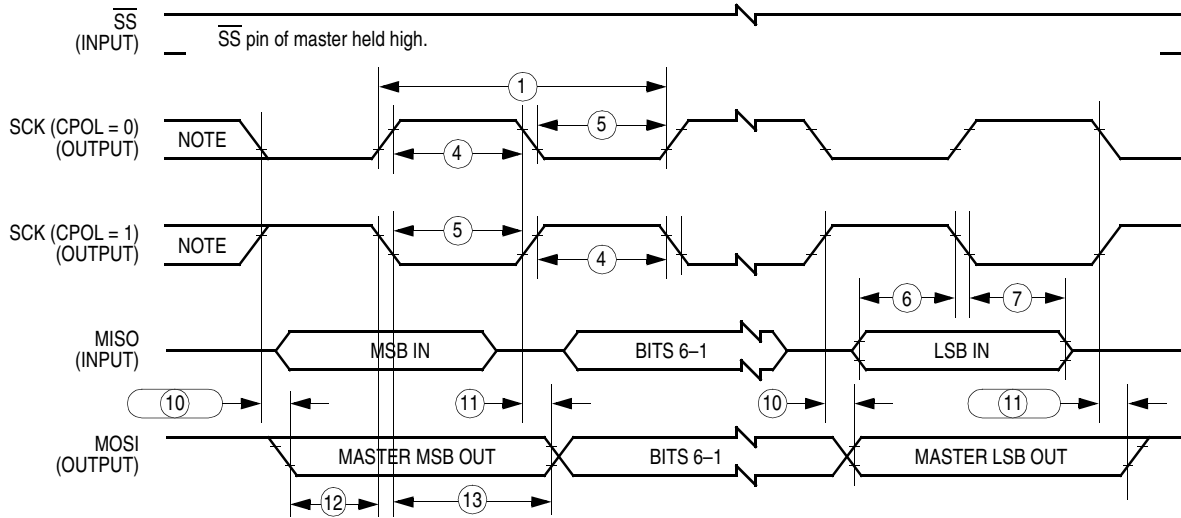 SS
(INPUT)
SS pin of master held high.
1
SCK (CPOL = 0)
(OUTPUT)
NOTE
5
4
SCK (CPOL = 1)
(OUTPUT)
NOTE
5
4
6
7
MISO
(INPUT)
MSB IN
BITS 6–1
LSB IN
10
11
10
11
MOSI
(OUTPUT)
MASTER MSB OUT
BITS 6–1
MASTER LSB OUT
12
13